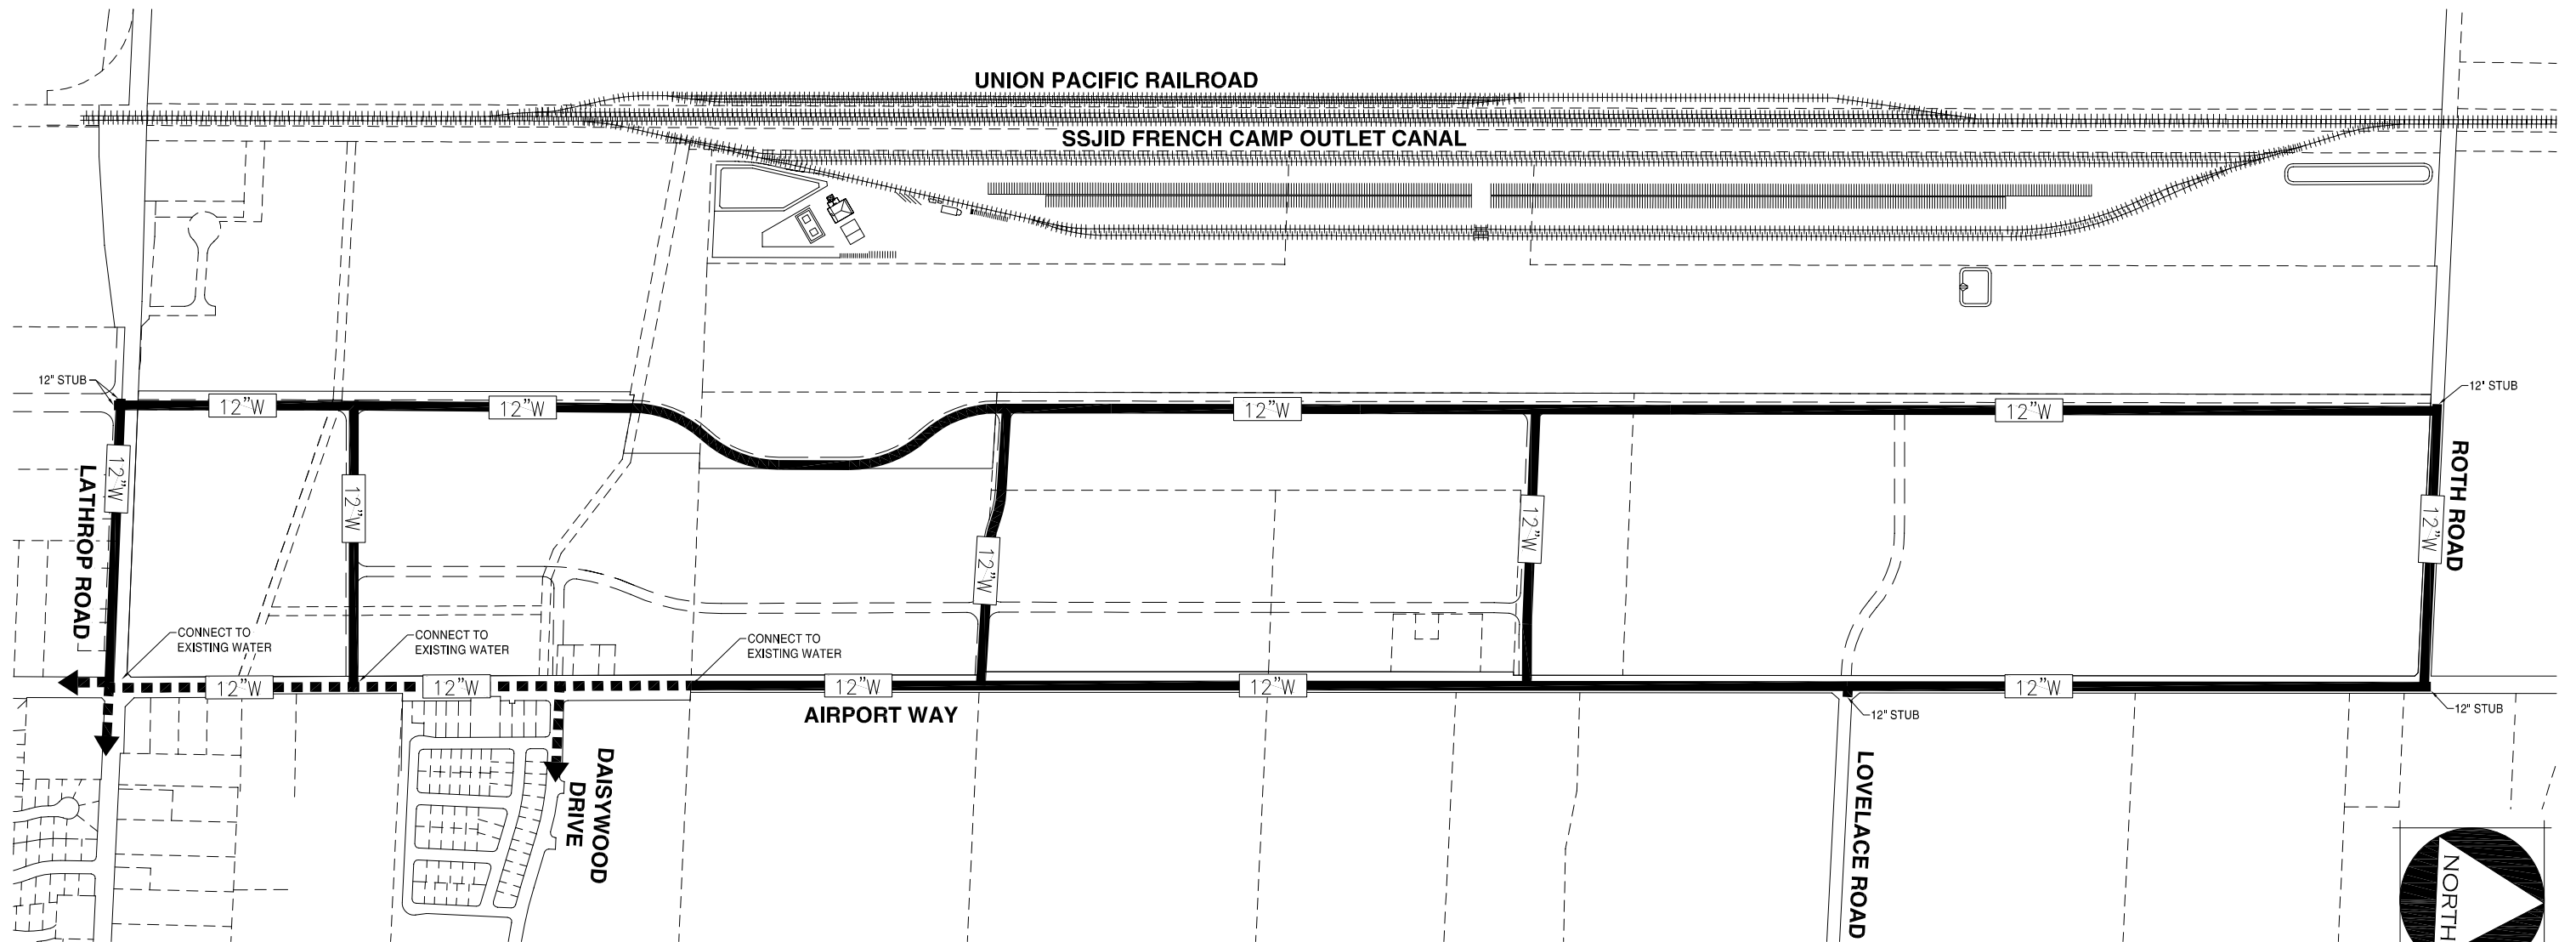 UNION PACIFIC RAILROAD
SSJID FRENCH CAMP OUTLET CANAL
12" STUB
12"W
12"W
12"W
12"W
12" STUB
LATHROP ROAD
12"W
12"W
12"W
12"W
12"W
ROTH ROAD
CONNECT TO
EXISTING WATER
CONNECT TO
EXISTING WATER
CONNECT TO
EXISTING WATER
12"W
12"W
12"W
12"W
12"W
AIRPORT WAY
12" STUB
12" STUB
DAISYWOOD
DRIVE
LOVELACE ROAD
NORTH